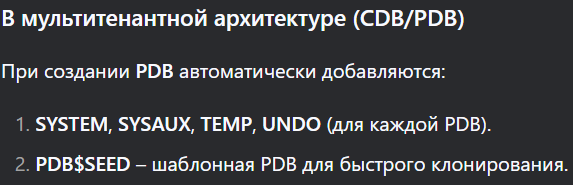 В мультитенантной архитектуре (CDB/PDB)
При создании PDB автоматически добавляются:
1. SYSTEM, SYSAUX, TEMP, UNDO (для каждой PDB).
2. PDB$SEED – шаблонная PDB для быстрого клонирования.